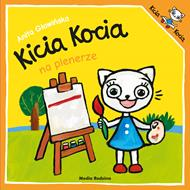 Anita Głowińska
Kicia Kocia
na plenerze
Kicia
Kocia
Media Rodzina